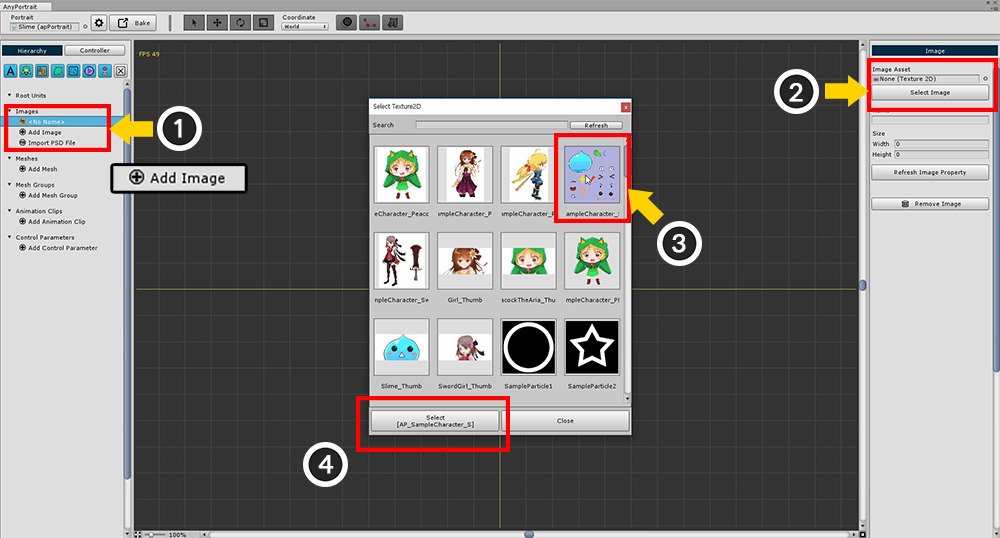 AnyPortrait
Portrait
Slime (apPortrait)
Bake
Coordinate
World
Hierarchy
Controller
Root Units
Images
<No Name>
Add Image
Import PSD File
Meshes
Add Mesh
Mesh Groups
Add Mesh Group
Animation Clips
Add Animation Clip
Control Parameters
Add Control Parameter
1
Add Image
FPS 49
Select Texture2D
Search
Refresh
eCharacter_Peaco
mpleCharacter_P
mpleCharacter_F
ampleCharacter_S
npleCharacter_Sw
Girl_Thumb
scockTheAria_Thu
mpleCharacter_Pl
Slime_Thumb
SwordGirl_Thumb
SampleParticle1
SampleParticle2
Select
[AP_SampleCharacter_S]
Close
3
4
2
Image
Image Asset
None (Texture 2D)
Select Image
Size
Width
0
Height
0
Refresh Image Property
Remove Image
100%